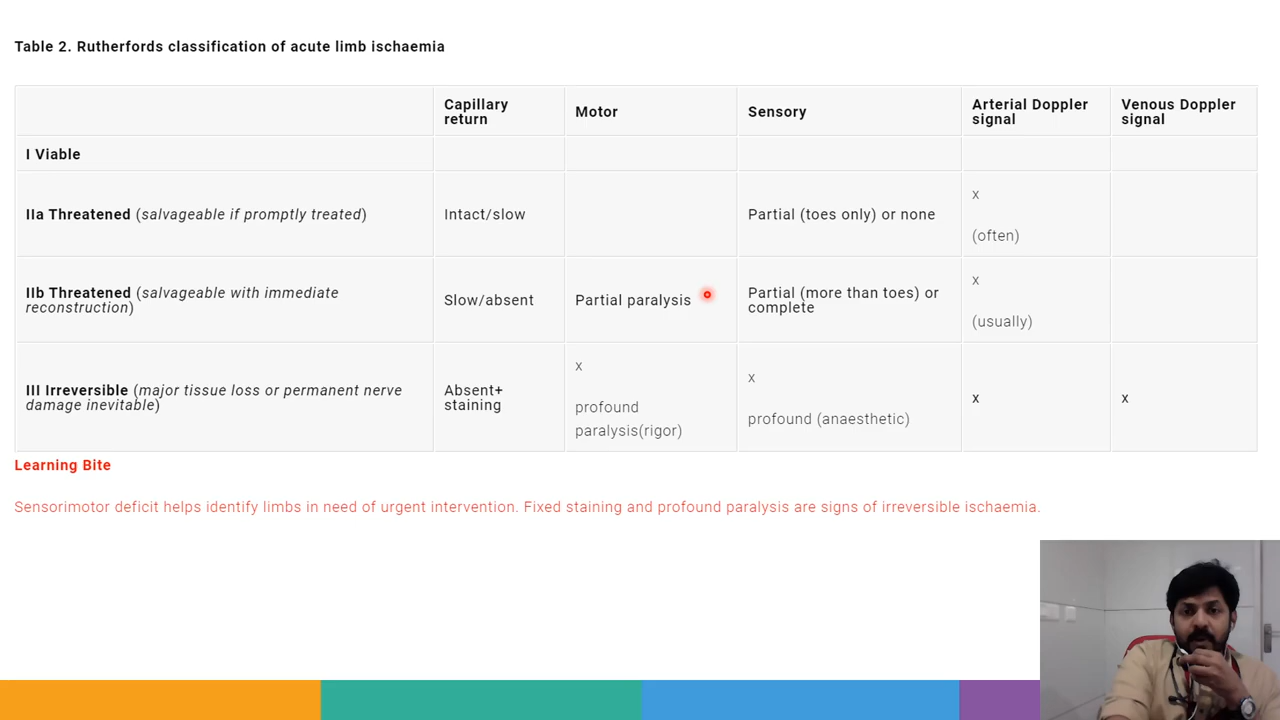 Table 2. Rutherfords classification of acute limb ischaemia
Capillary return Motor Sensory Arterial Doppler signal Venous Doppler signal
I Viable
IIa Threatened (salvageable if promptly treated) Intact/slow Partial (toes only) or none x (often)
IIb Threatened (salvageable with immediate reconstruction) Slow/absent Partial paralysis Partial (more than toes) or complete x (usually)
III Irreversible (major tissue loss or permanent nerve damage inevitable) Absent+ staining x profound paralysis(rigor) x profound (anaesthetic) x x
Learning Bite
Sensorimotor deficit helps identify limbs in need of urgent intervention. Fixed staining and profound paralysis are signs of irreversible ischaemia.